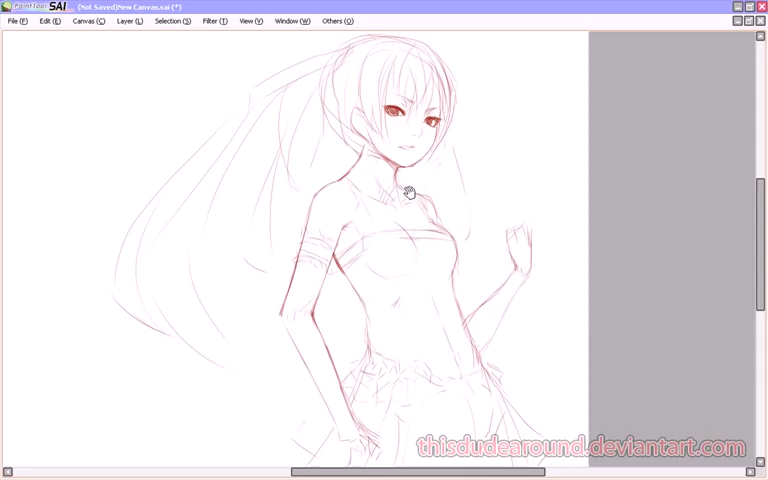 PaintTool SAI (Not Saved)New Canvas.sai (*)
File (F) Edit (E) Canvas (C) Layer (L) Selection (S) Filter (T) View (V) Window (W) Others (O)
thisdudearound.deviantart.com